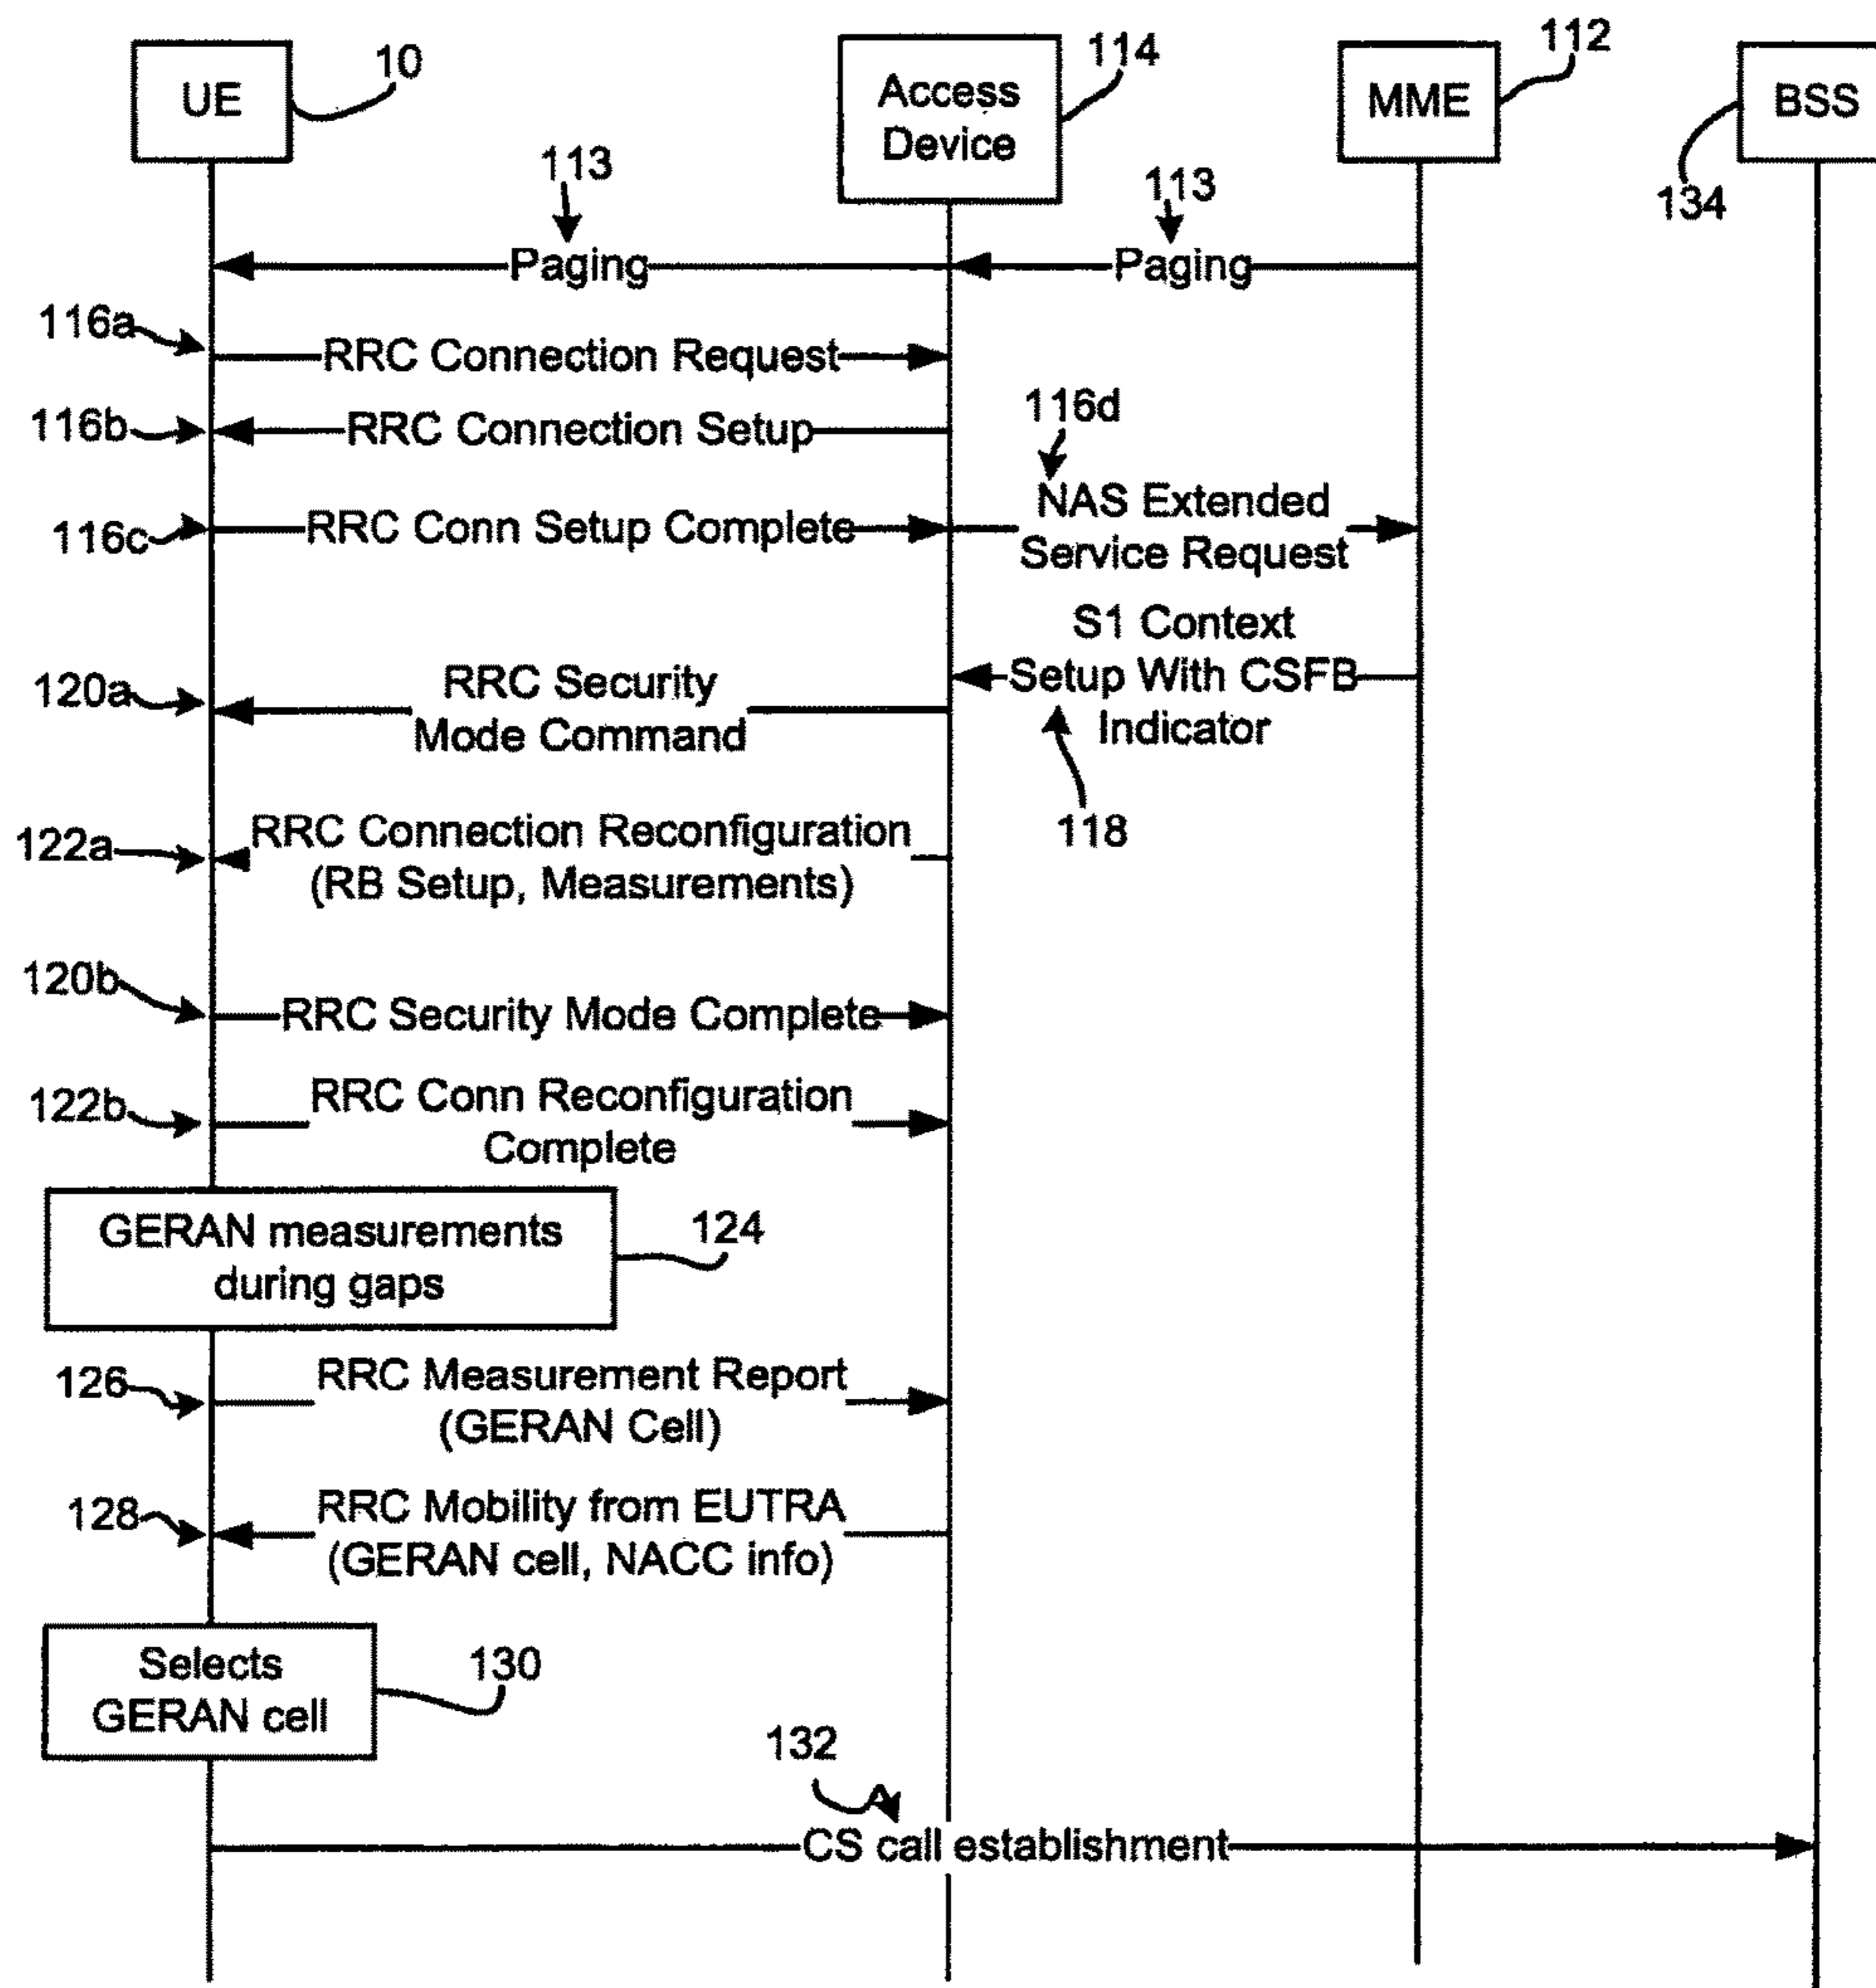 UE
10
Access
Device
114
MME
112
BSS
134
113
113
Paging
Paging
116a
RRC Connection Request
116b
RRC Connection Setup
116d
116c
RRC Conn Setup Complete
NAS Extended
Service Request
S1 Context
Setup With CSFB
Indicator
118
120a
RRC Security
Mode Command
122a
RRC Connection Reconfiguration
(RB Setup, Measurements)
120b
RRC Security Mode Complete
122b
RRC Conn Reconfiguration
Complete
GERAN measurements
during gaps
124
126
RRC Measurement Report
(GERAN Cell)
128
RRC Mobility from EUTRA
(GERAN cell, NACC info)
Selects
GERAN cell
130
132
CS call establishment